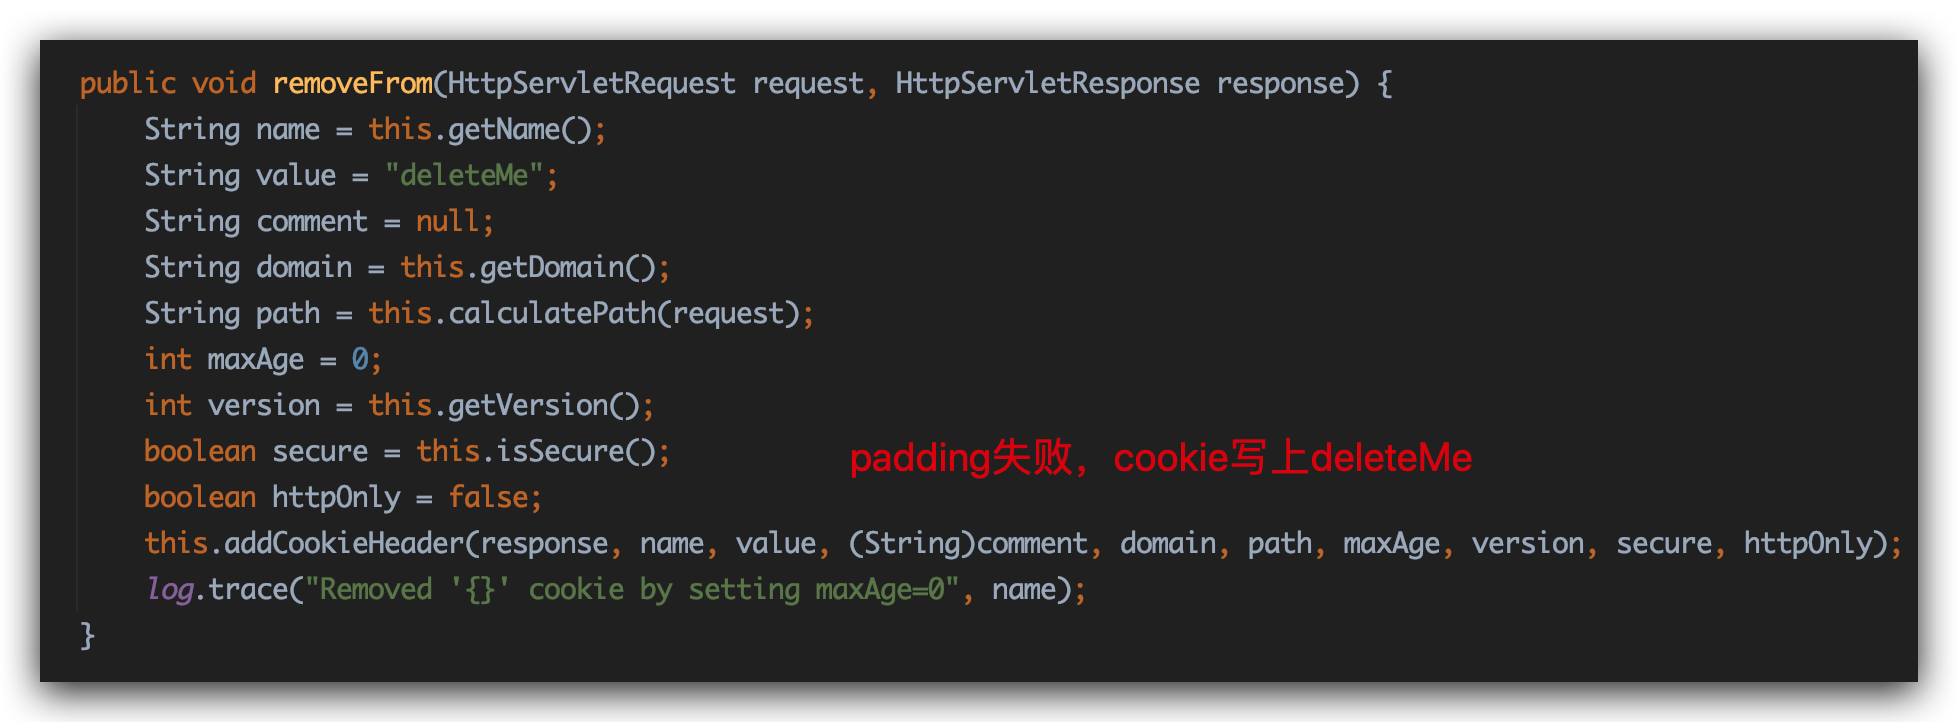 public void removeFrom(HttpServletRequest request, HttpServletResponse response) {
String name = this.getName();
String value = "deleteMe";
String comment = null;
String domain = this.getDomain();
String path = this.calculatePath(request);
int maxAge = 0;
int version = this.getVersion();
boolean secure = this.isSecure();
padding失败，cookie写上deleteMe
boolean httpOnly = false;
this.addCookieHeader(response, name, value, (String)comment, domain, path, maxAge, version, secure, httpOnly);
log.trace("Removed '{}' cookie by setting maxAge=0", name);
}